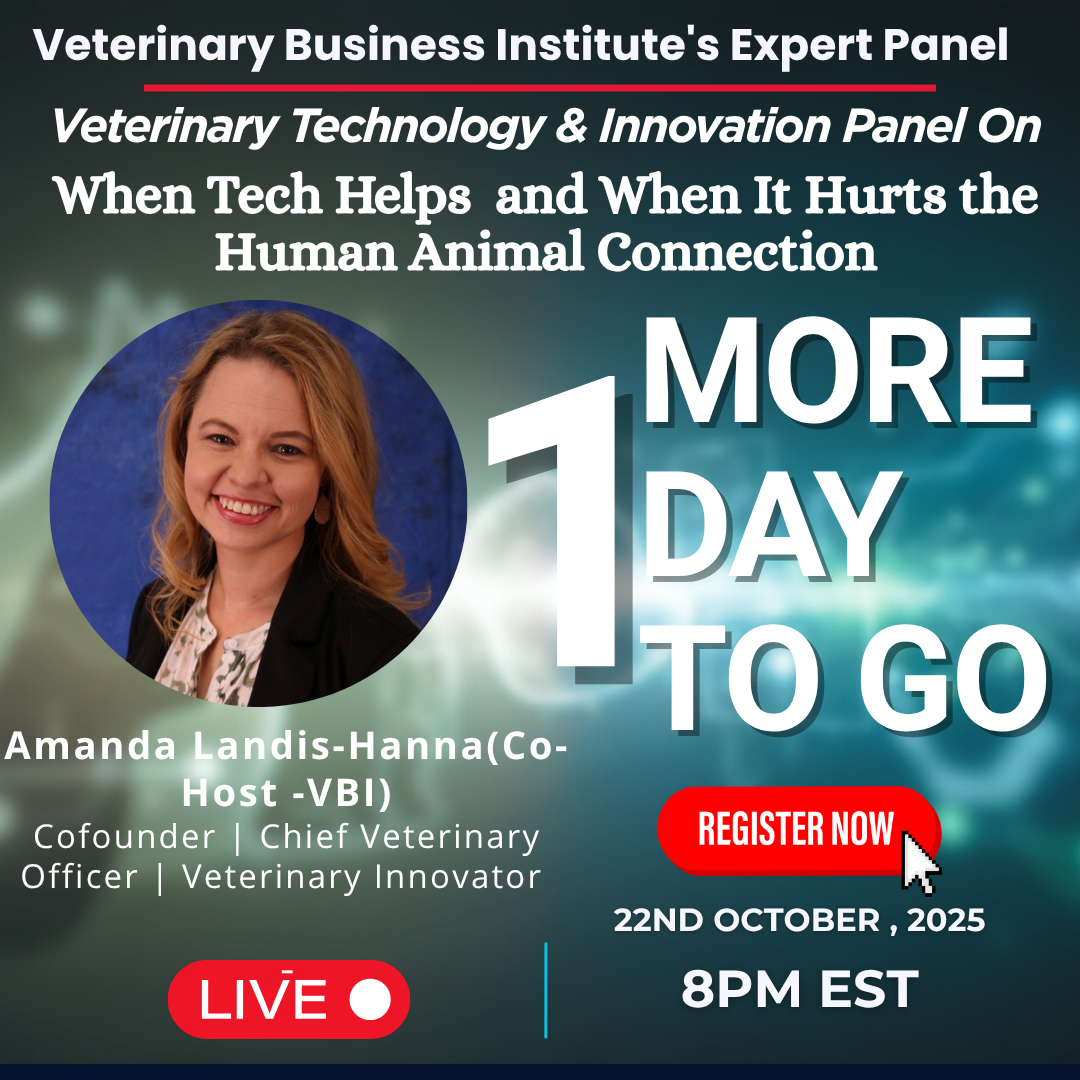 Veterinary Business Institute's Expert Panel
Veterinary Technology & Innovation Panel On
When Tech Helps and When It Hurts the
Human Animal Connection
1
MORE
DAY
TO GO
Amanda Landis-Hanna(Co-
Host -VBI)
Cofounder | Chief Veterinary
Officer | Veterinary Innovator
REGISTER NOW
22ND OCTOBER , 2025
8PM EST
LIVE